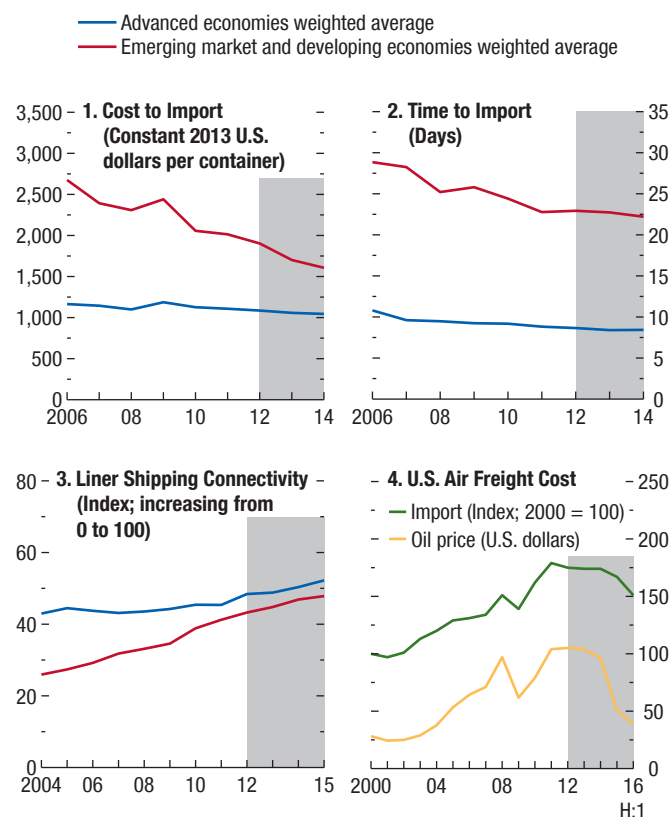 Advanced economies weighted average
Emerging market and developing economies weighted average
1. Cost to Import
(Constant 2013 U.S.
dollars per container)
3,500
3,000
2,500
2,000
1,500
1,000
500
0
2006 08 10 12 14
2. Time to Import
(Days)
35
30
25
20
15
10
5
0
2006 08 10 12 14
3. Liner Shipping Connectivity
(Index; increasing from
0 to 100)
80
60
40
20
0
2004 06 08 10 12 15
4. U.S. Air Freight Cost
Import (Index; 2000 = 100)
Oil price (U.S. dollars)
250
200
150
100
50
0
2000 04 08 12 16
H:1